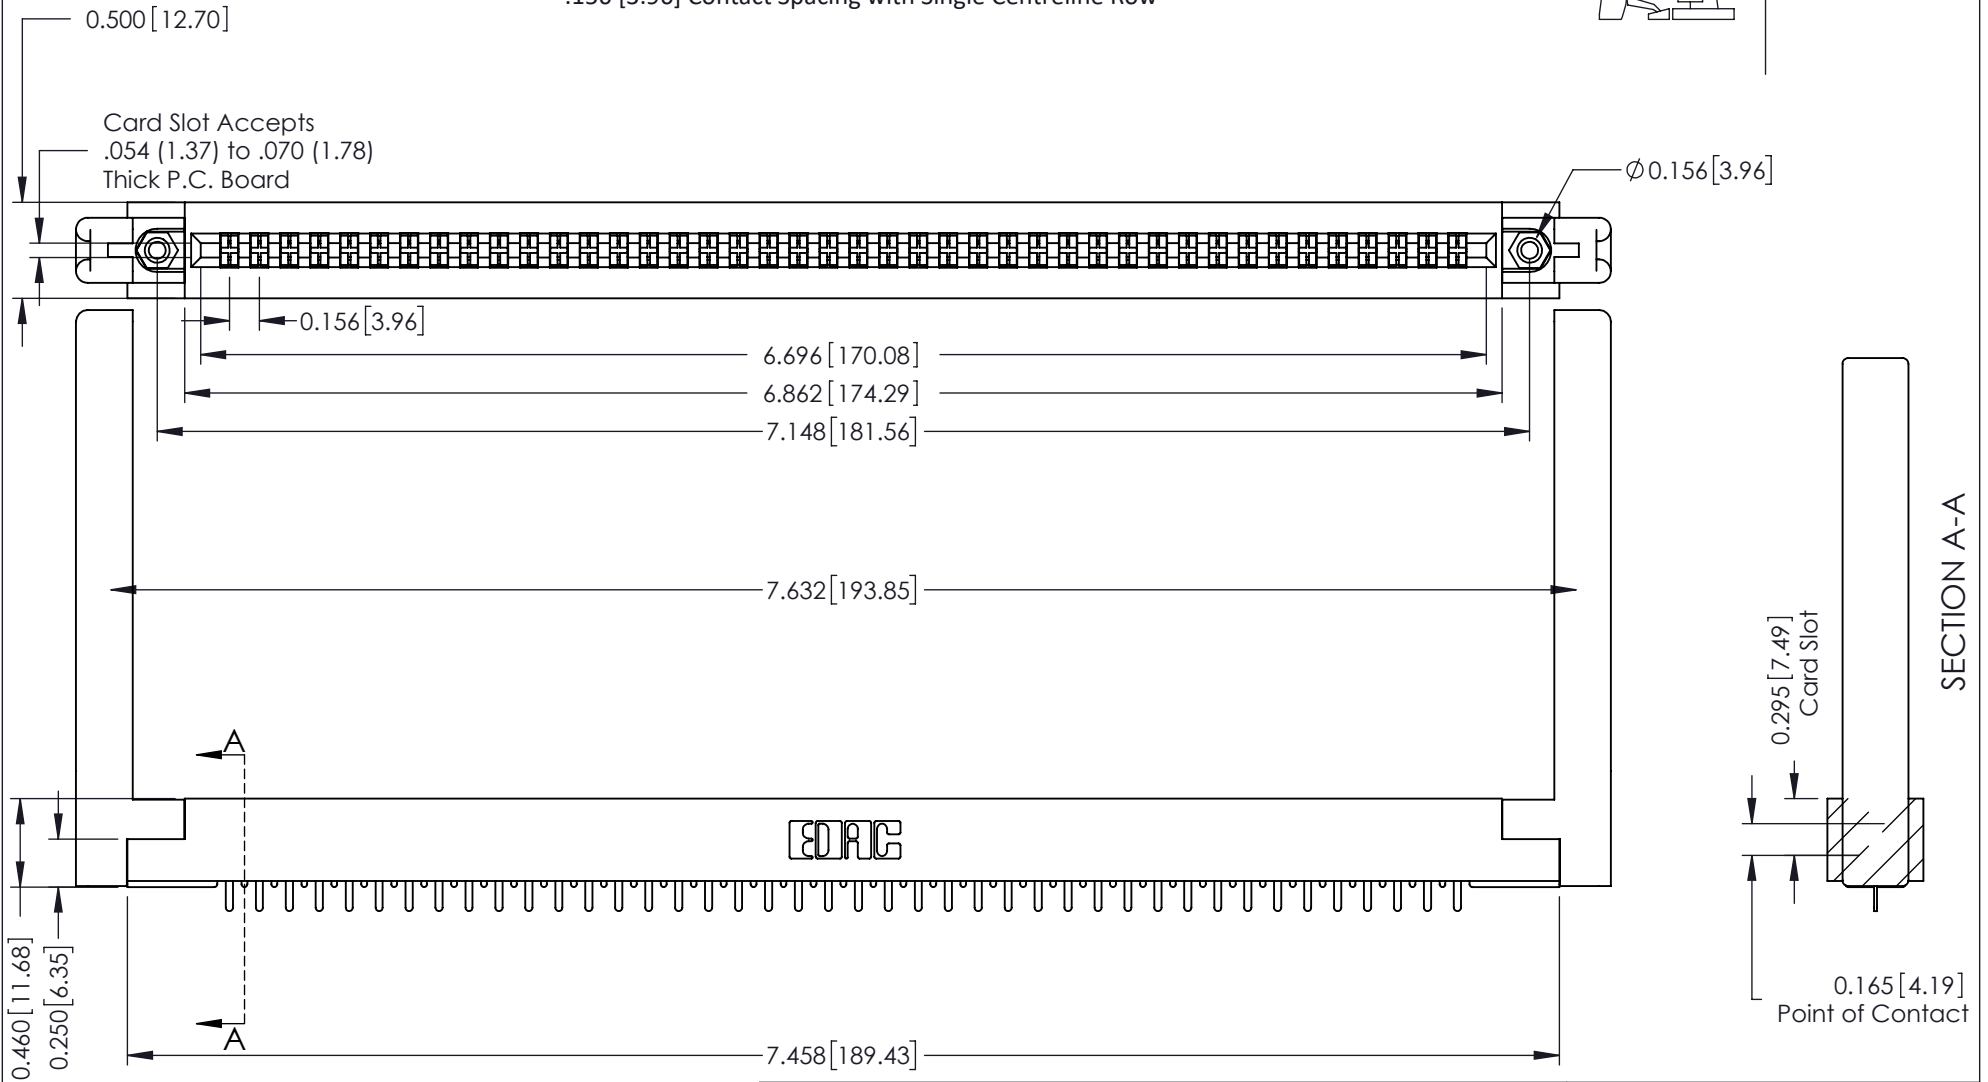 .156 [3.96] Contact Spacing with Single Centreline Row
0.500 [12.70]
Card Slot Accepts
.054 (1.37) to .070 (1.78)
Thick P.C. Board
Ø0.156 [3.96]
0.156 [3.96]
6.696 [170.08]
6.862 [174.29]
7.148 [181.56]
7.632 [193.85]
SECTION A-A
0.295 [7.49]
Card Slot
A
EDAC
0.460 [11.68]
0.250 [6.35]
A
0.165 [4.19]
Point of Contact
7.458 [189.43]